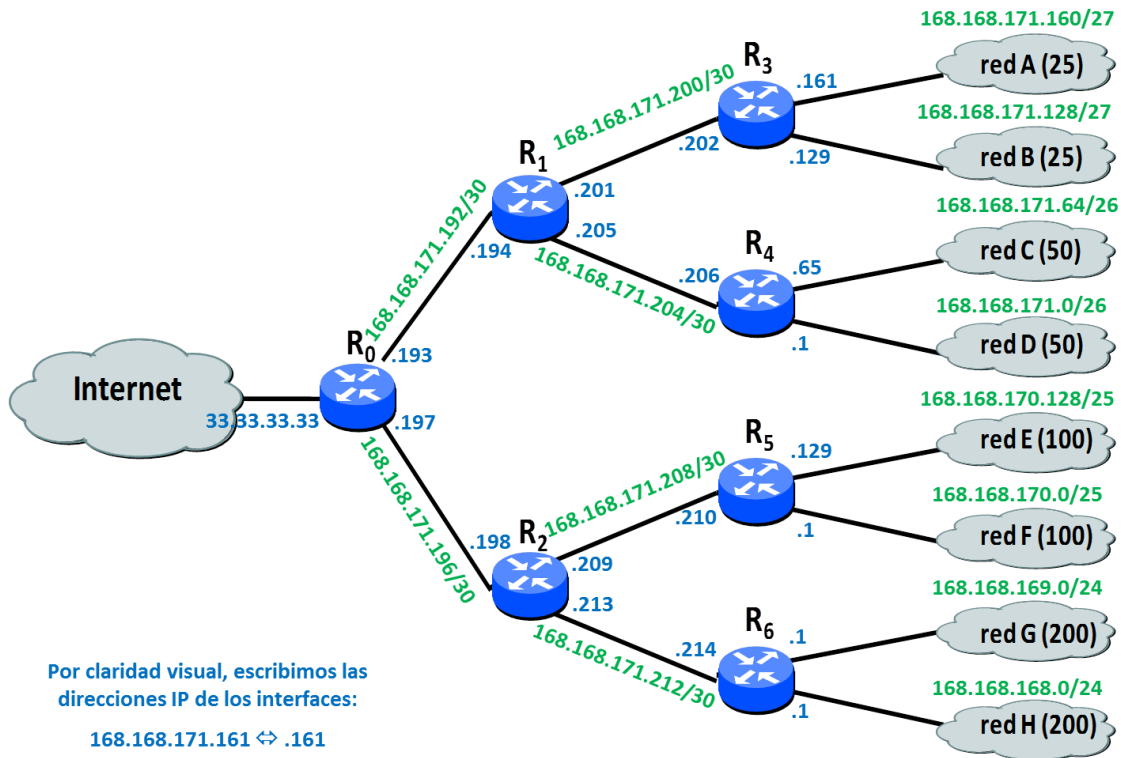 168.168.171.160/27
red A (25)
R3
.161
168.168.171.200/30
.202
.129
168.168.171.128/27
red B (25)
R1
.201
.205
.194
168.168.171.192/30
168.168.171.64/26
red C (50)
R4
.65
.206
168.168.171.204/30
.1
168.168.171.0/26
red D (50)
R0
.193
Internet
33.33.33.33
.197
168.168.170.128/25
red E (100)
R5
.129
168.168.171.208/30
.210
.1
168.168.170.0/25
red F (100)
168.168.171.196/30
R2
.198
.209
.213
168.168.169.0/24
red G (200)
R6
.1
.214
168.168.171.212/30
.1
168.168.168.0/24
red H (200)
Por claridad visual, escribimos las
direcciones IP de los interfaces:
168.168.171.161 ⇔ .161